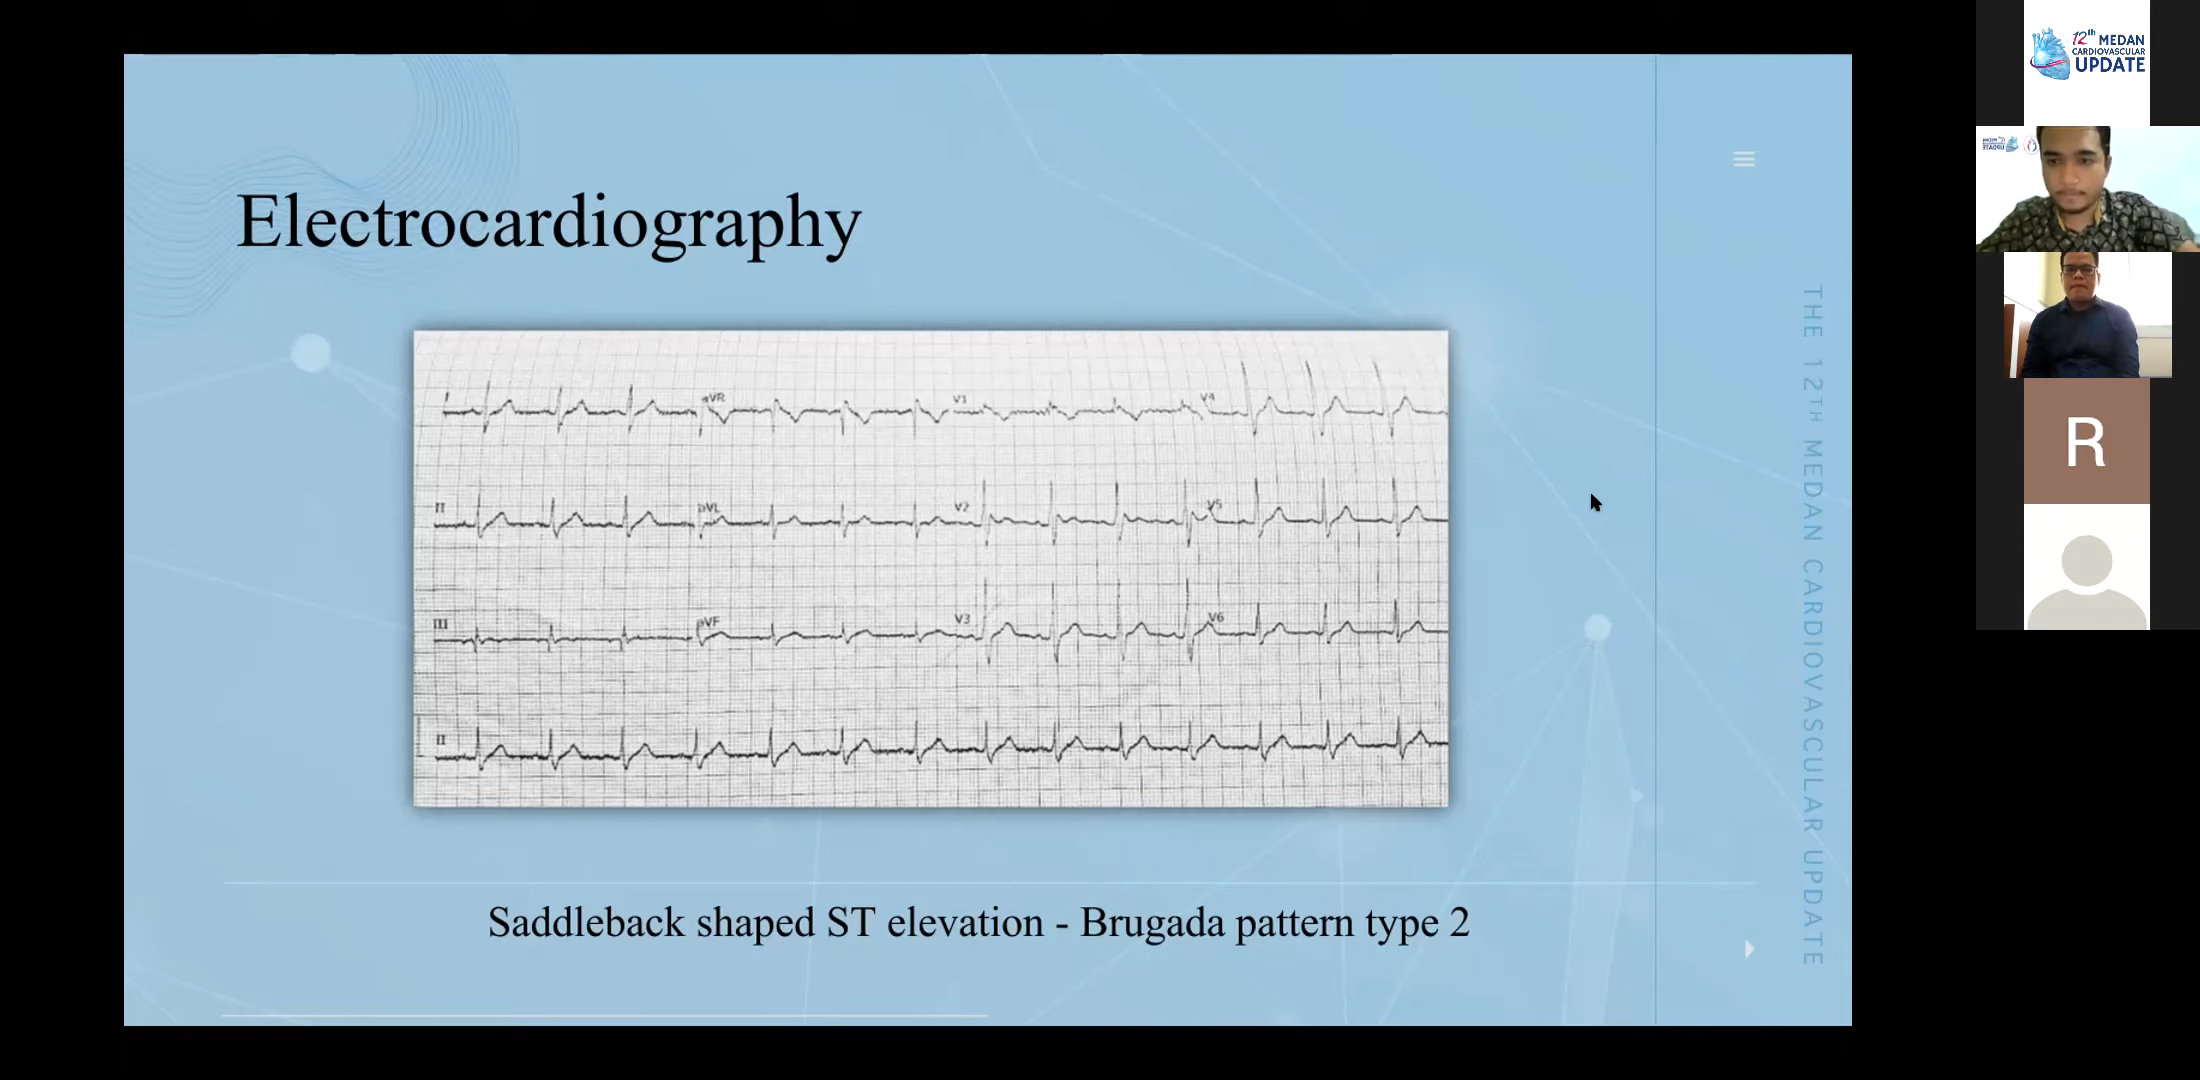 Electrocardiography
I
aVR
V1
V4
II
aVL
V2
V5
III
aVF
V3
V6
II
Saddleback shaped ST elevation - Brugada pattern type 2
THE 12TH MEDAN CARDIOVASCULAR UPDATE
12th MEDAN
CARDIOVASCULAR
UPDATE
R